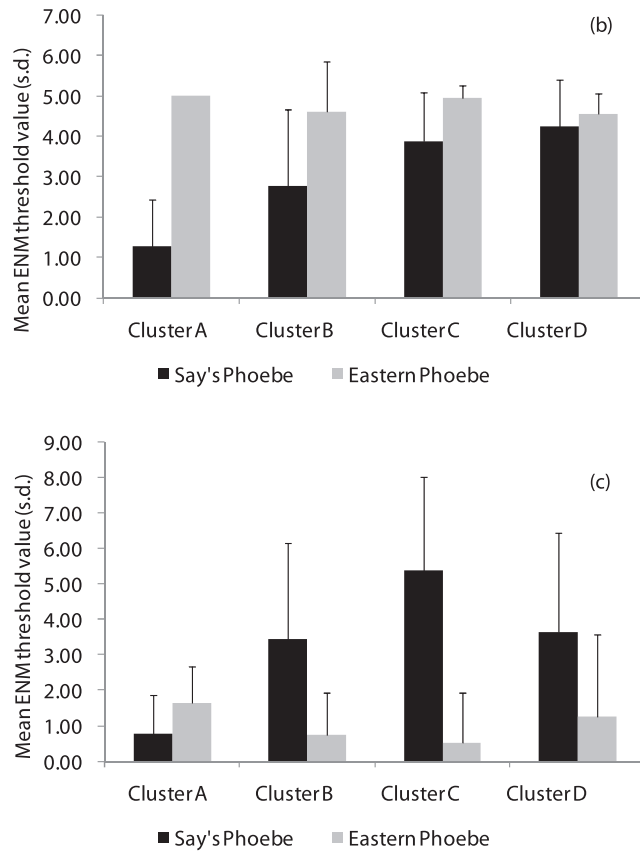 (b)
Mean ENM threshold value (s.d.)
7.00
6.00
5.00
4.00
3.00
2.00
1.00
0.00
Cluster A Cluster B Cluster C Cluster D
Say's Phoebe Eastern Phoebe
(c)
Mean ENM threshold value (s.d.)
9.00
8.00
7.00
6.00
5.00
4.00
3.00
2.00
1.00
0.00
Cluster A Cluster B Cluster C Cluster D
Say's Phoebe Eastern Phoebe